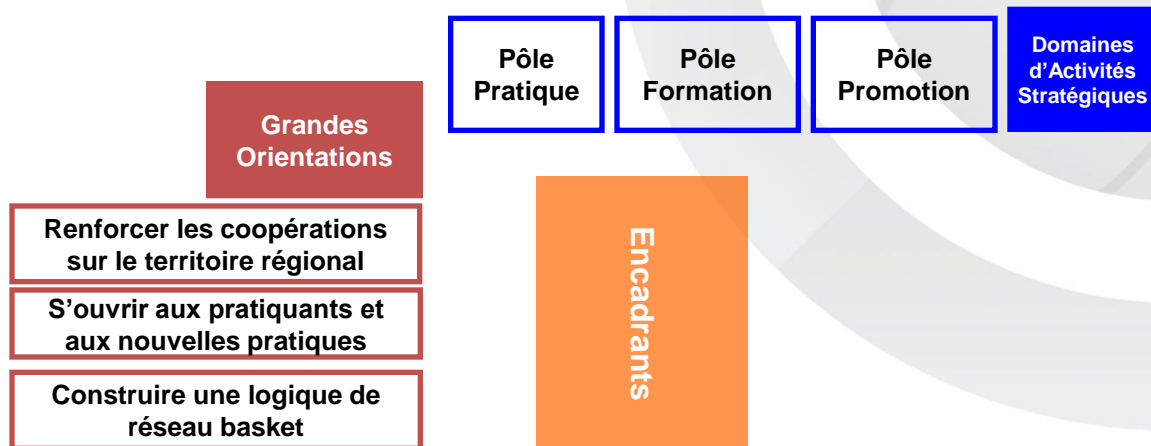 Pôle
Pratique
Pôle
Formation
Pôle
Promotion
Domaines
d'Activités
Stratégiques
Grandes
Orientations
Renforcer les coopérations
sur le territoire régional
S'ouvrir aux pratiquants et
aux nouvelles pratiques
Construire une logique de
réseau basket
Encadrants